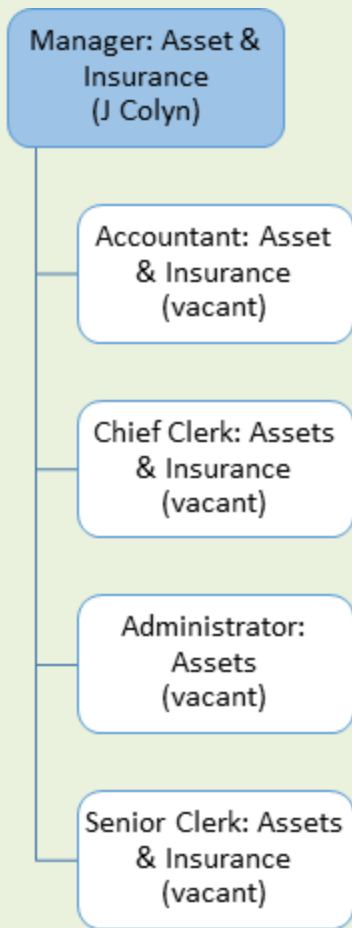 Manager: Asset &
Insurance
(J Colyn)
Accountant: Asset
& Insurance
(vacant)
Chief Clerk: Assets
& Insurance
(vacant)
Administrator:
Assets
(vacant)
Senior Clerk: Assets
& Insurance
(vacant)